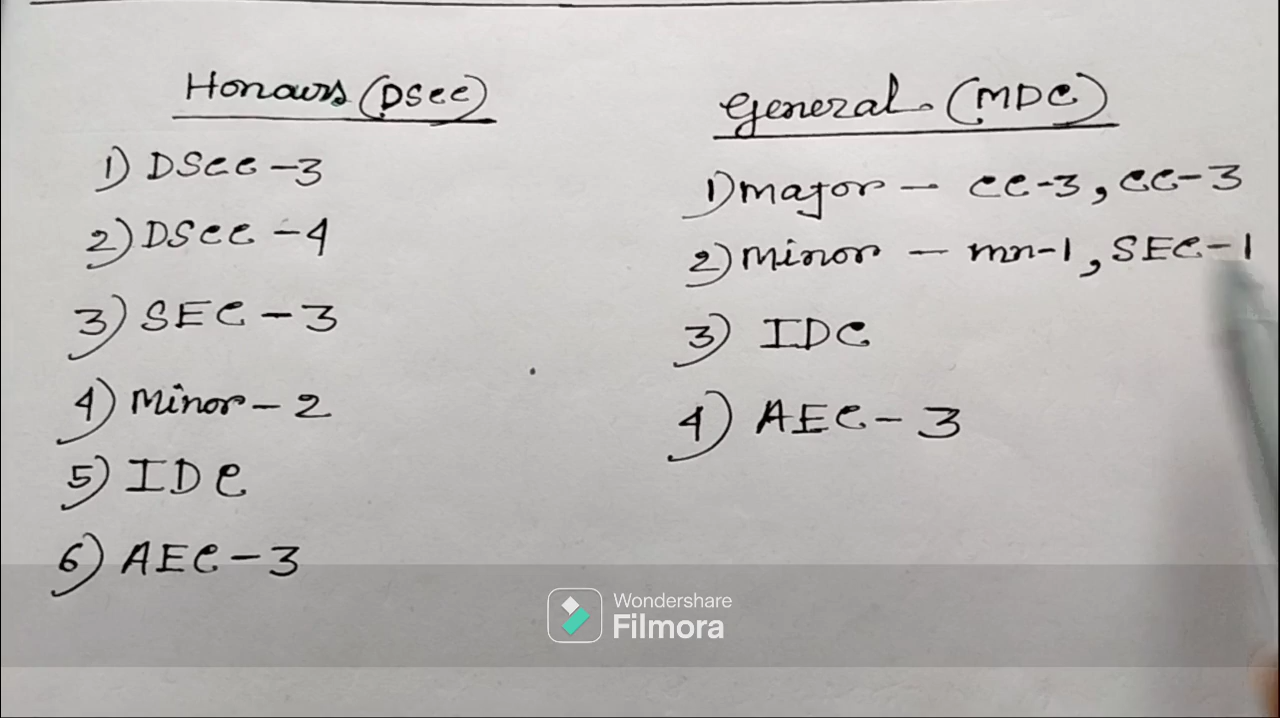 Honours (DSCC)
1) DSCC - 3
2) DSCC - 4
3) SEC - 3
4) Minor - 2
5) IDC
6) AEC - 3
General (MDC)
1) major - CC-3, CC-3
2) Minor - mn-1, SEC-1
3) IDC
4) AEC - 3
Wondershare
Filmora